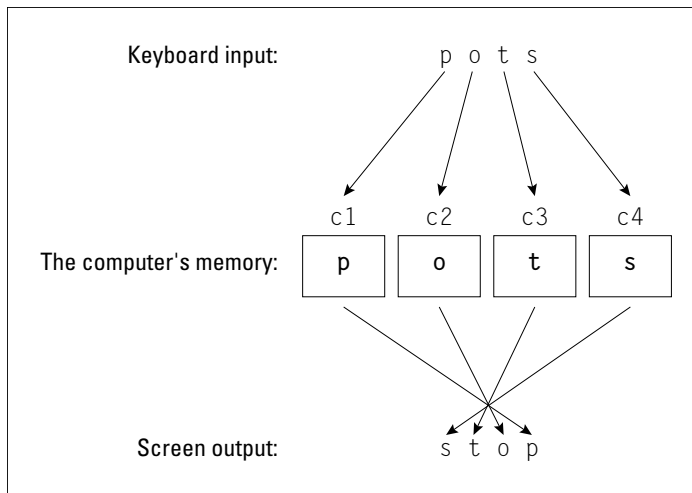 Keyboard input: p o t s
c1 c2 c3 c4
The computer's memory: p o t s
Screen output: s t o p